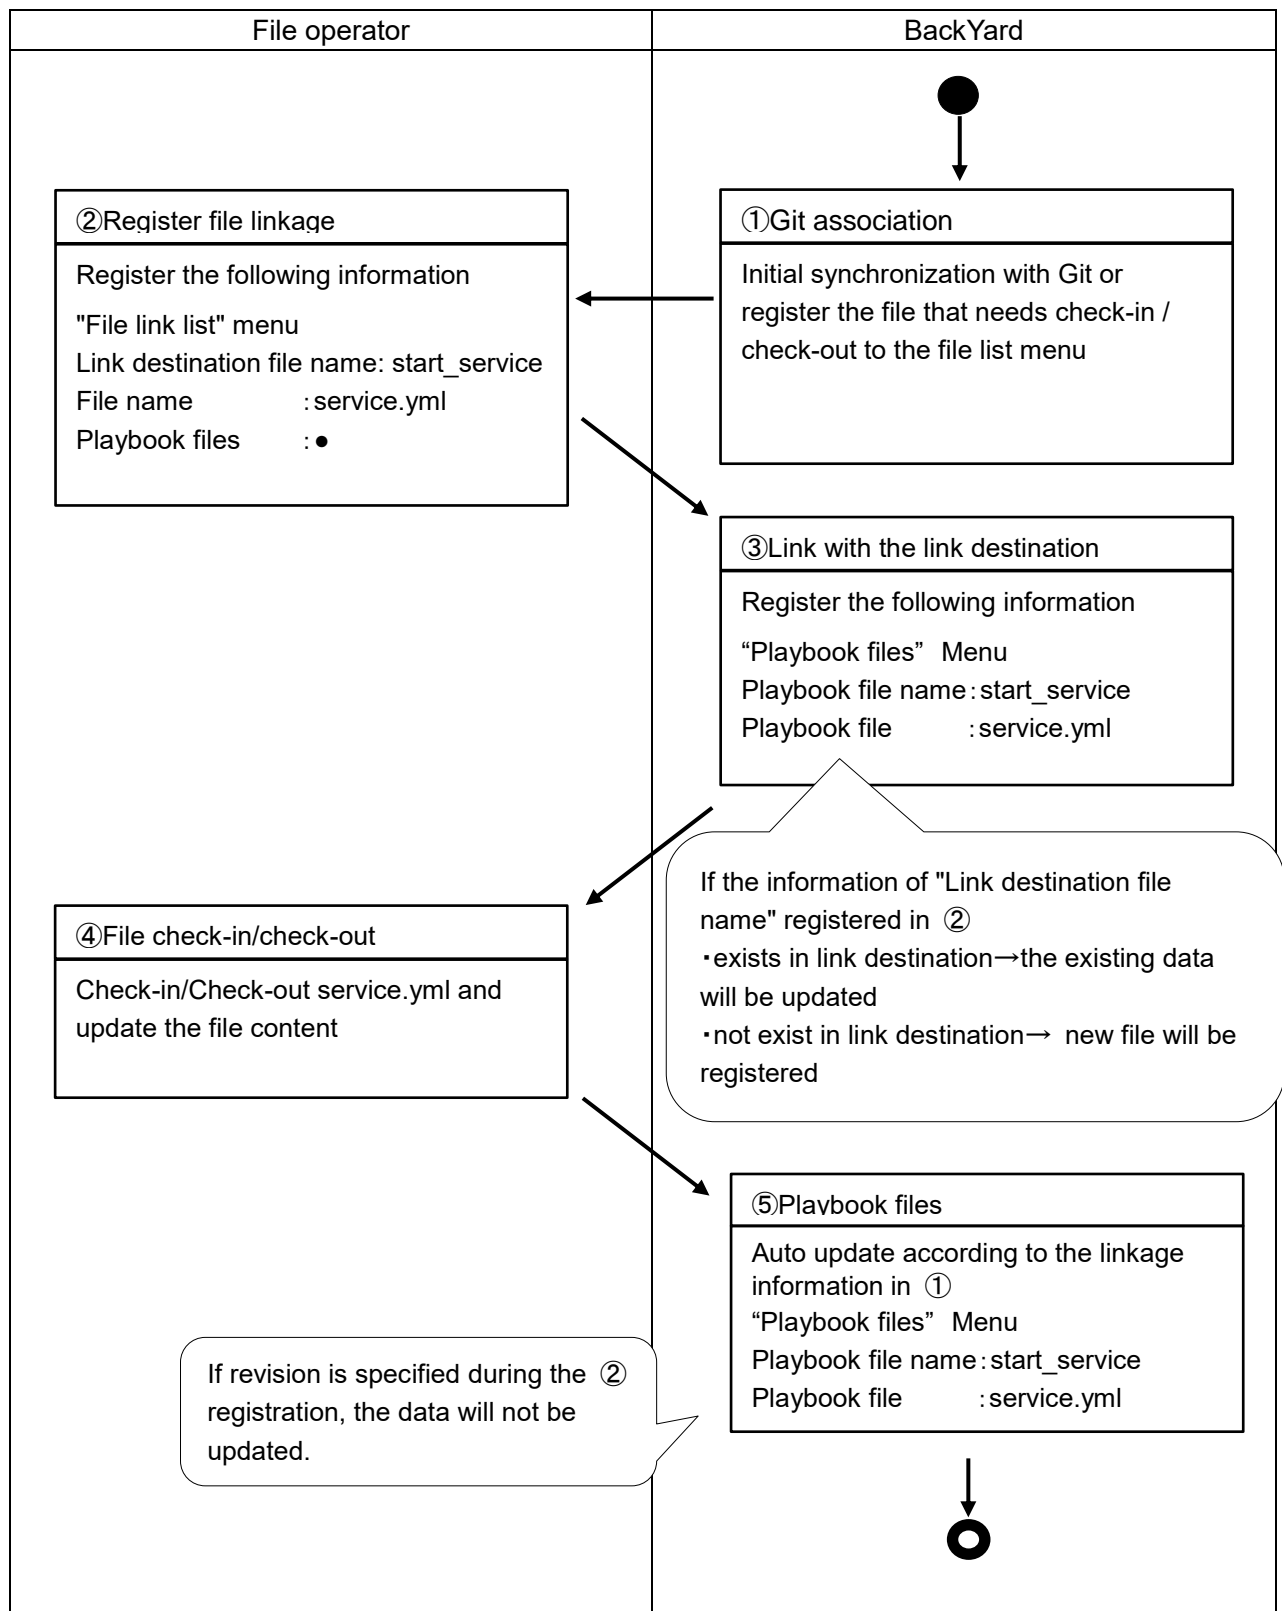 File operator
BackYard
①Git association
Initial synchronization with Git or
register the file that needs check-in /
check-out to the file list menu
②Register file linkage
Register the following information
"File link list" menu
Link destination file name: start_service
File name :service.yml
Playbook files :●
③Link with the link destination
Register the following information
“Playbook files” Menu
Playbook file name:start_service
Playbook file :service.yml
If the information of "Link destination file
name" registered in ②
・exists in link destination→the existing data
will be updated
・not exist in link destination→ new file will be
registered
④File check-in/check-out
Check-in/Check-out service.yml and
update the file content
⑤Playbook files
Auto update according to the linkage
information in ①
“Playbook files” Menu
Playbook file name:start_service
Playbook file :service.yml
If revision is specified during the ②
registration, the data will not be
updated.